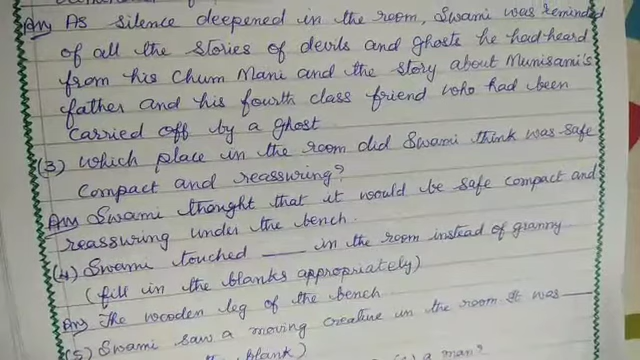 Ans As silence deepened in the room, Swami was reminded
of all the stories of devils and ghosts he had heard
from his chum Mani and the story about Munisami's
father and his fourth class friend who had been
carried off by a ghost
(3) which place in the room did Swami think was safe
compact and reassuring?
Ans Swami thought that it would be safe compact and
reassuring under the bench.
(4) Swami touched ___ in the room instead of granny
(fill in the blanks appropriately)
Ans The wooden leg of the bench
(5) Swami saw a moving creative in the room It was ___
blank) a man?